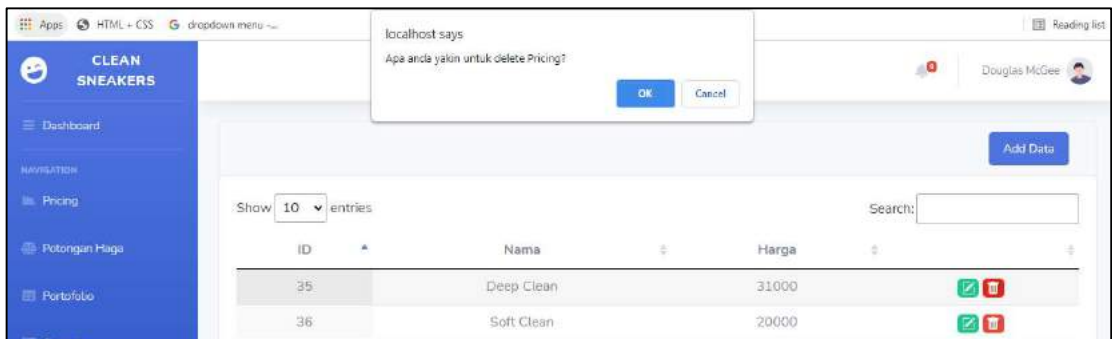 Apps HTML + CSS dropdown menu -... Reading list
localhost says
Apa anda yakin untuk delete Pricing?
OK Cancel
CLEAN
SNEAKERS
0 Douglas McGee
Dashboard
Add Data
NAVIGATION
Pricing
Show 10 entries Search:
Potongan Haga
ID Nama Harga
35 Deep Clean 31000
Portofolio
36 Soft Clean 20000